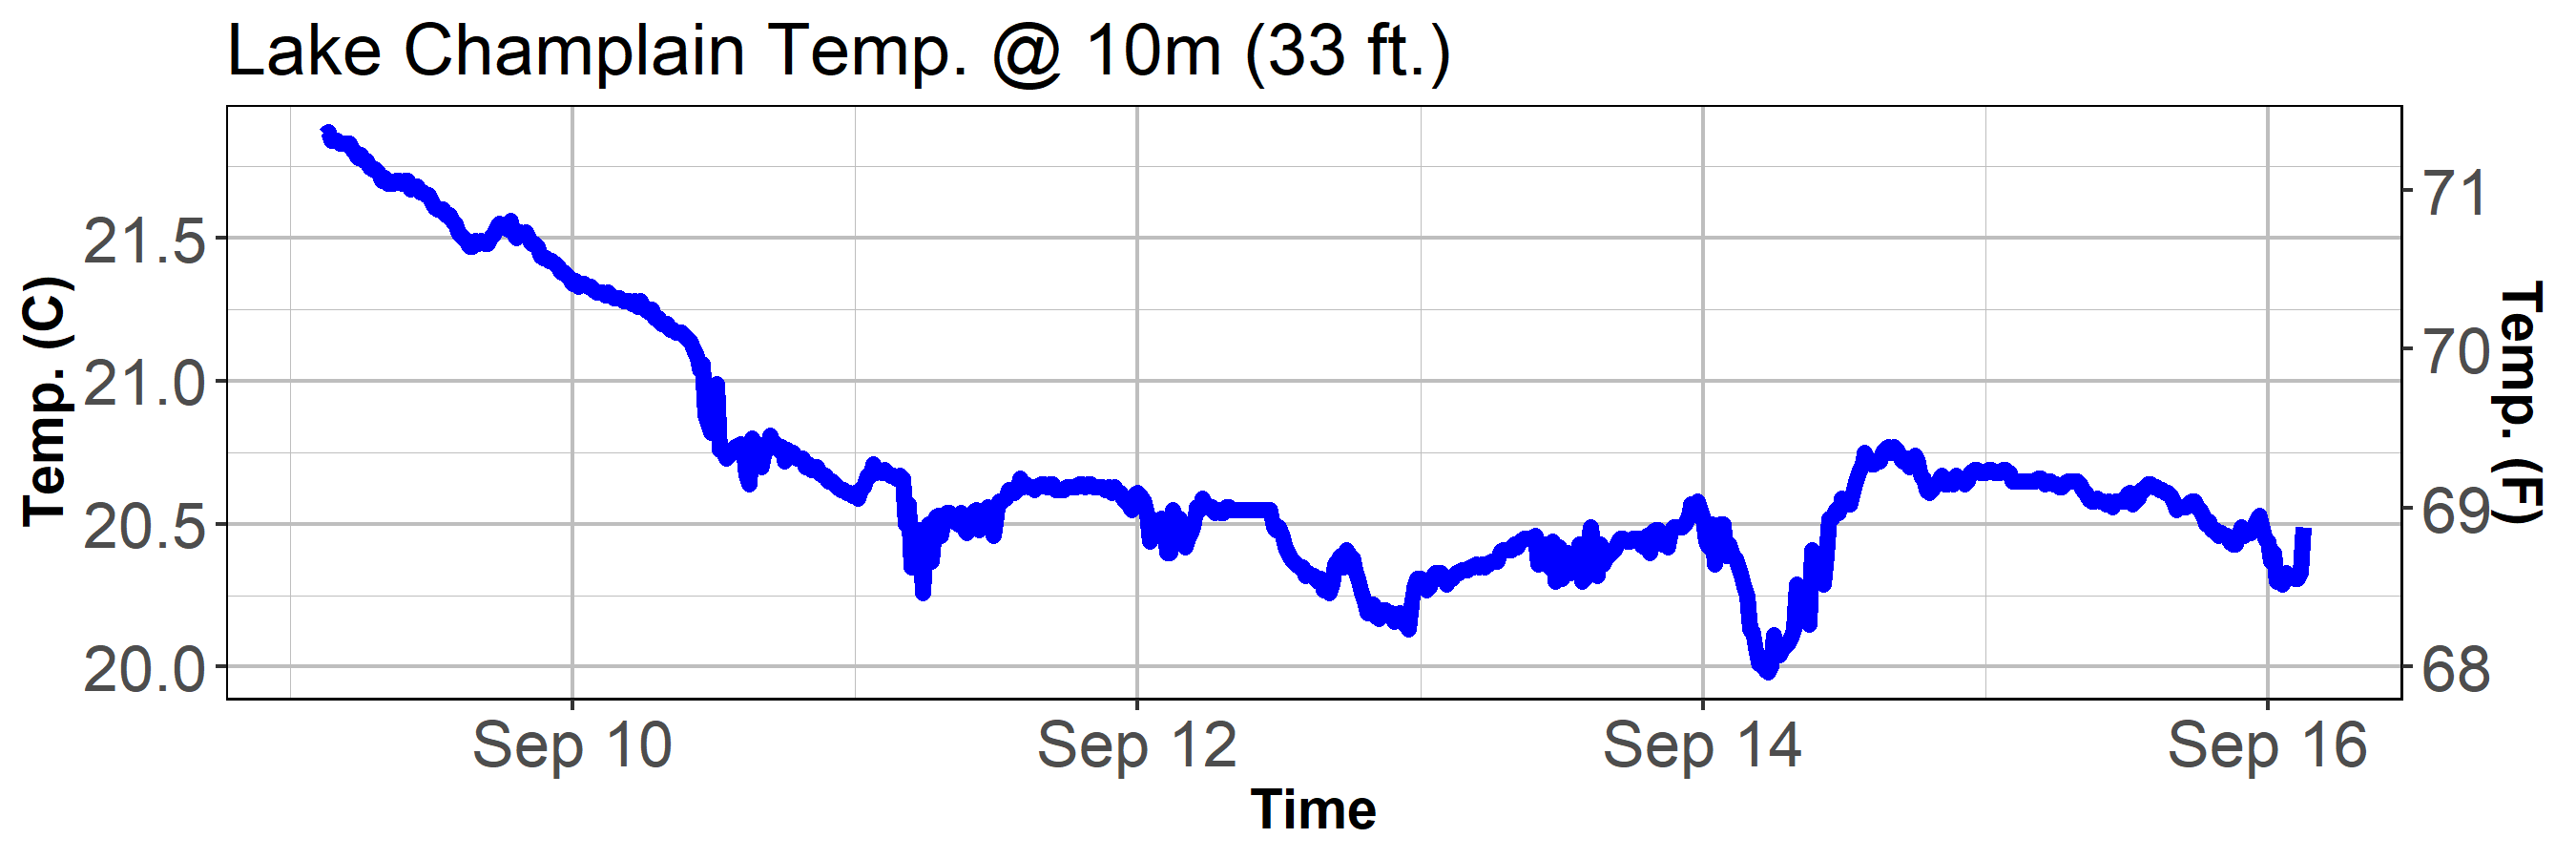 Lake Champlain Temp. @ 10m (33 ft.)
Temp. (C)
21.5
21.0
20.5
20.0
71
70
69
68
Temp. (F)
Sep 10
Sep 12
Sep 14
Sep 16
Time